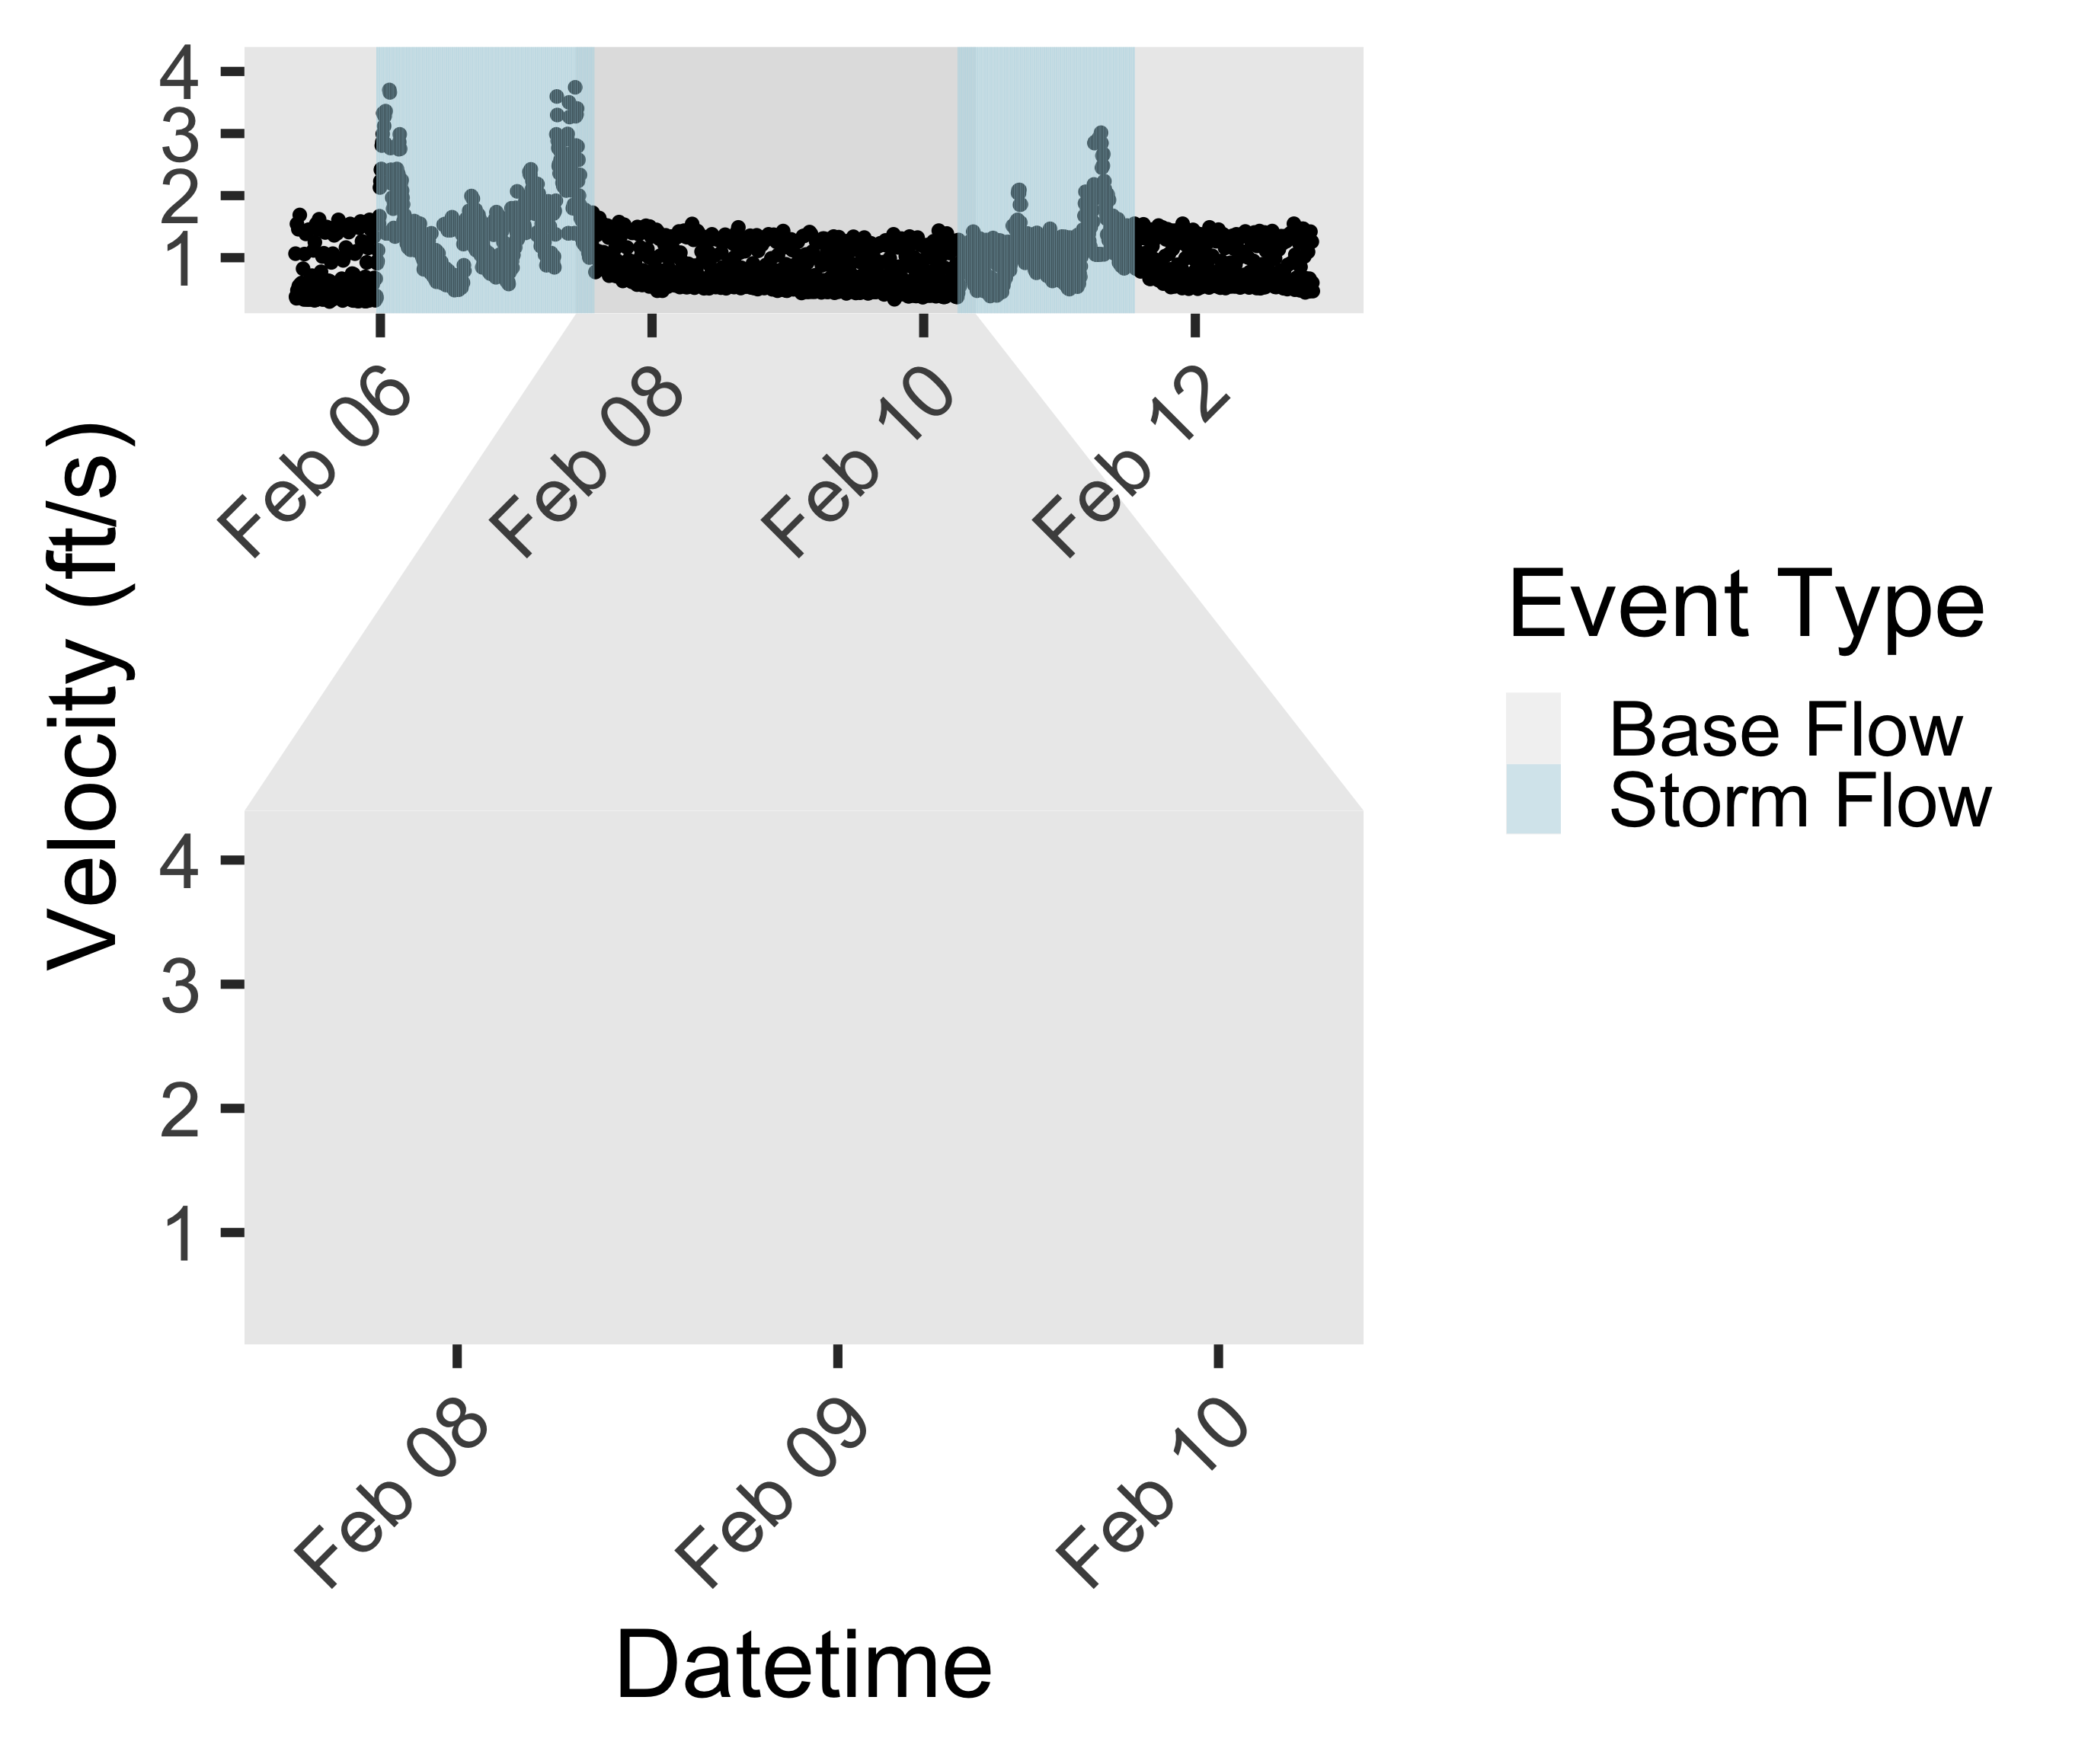 4
3
2
1
Feb 06
Feb 08
Feb 10
Feb 12
Velocity (ft/s)
Event Type
Base Flow
Storm Flow
4
3
2
1
Feb 08
Feb 09
Feb 10
Datetime